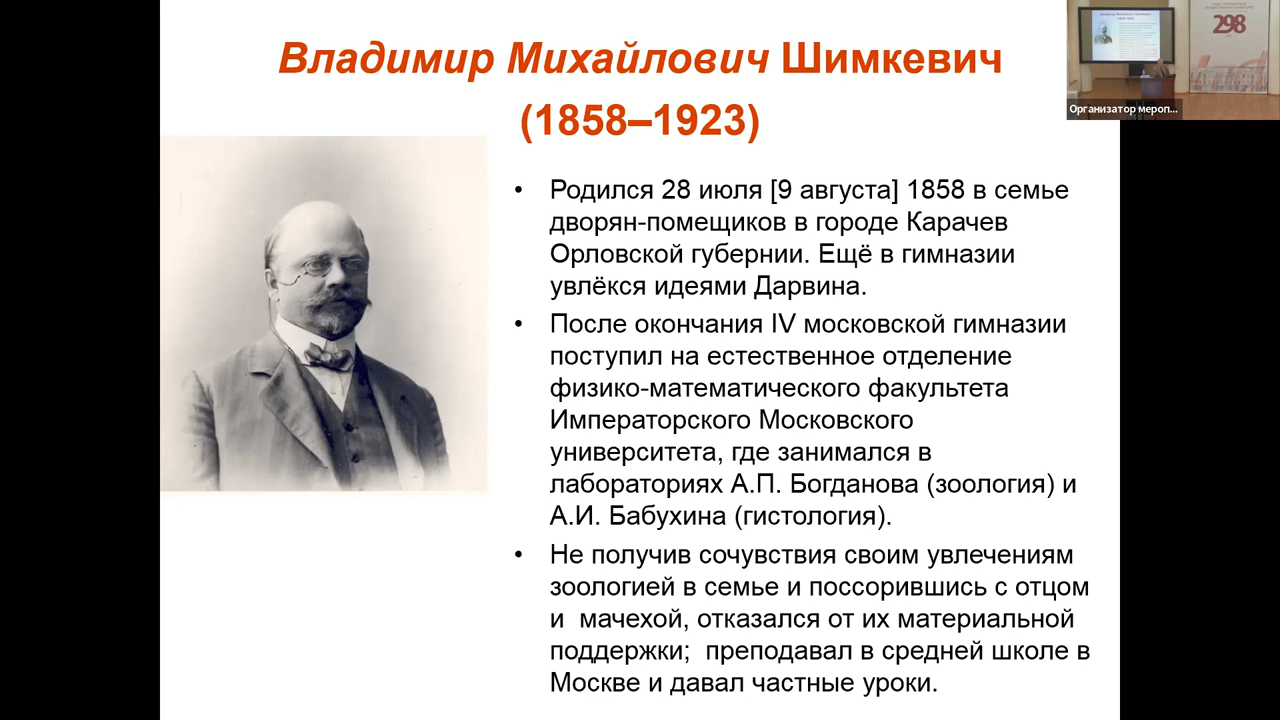 Владимир Михайлович Шимкевич
(1858–1923)
298
Организатор мероп...
• Родился 28 июля [9 августа] 1858 в семье
дворян-помещиков в городе Карачев
Орловской губернии. Ещё в гимназии
увлёкся идеями Дарвина.
• После окончания IV московской гимназии
поступил на естественное отделение
физико-математического факультета
Императорского Московского
университета, где занимался в
лабораториях А.П. Богданова (зоология) и
А.И. Бабухина (гистология).
• Не получив сочувствия своим увлечениям
зоологией в семье и поссорившись с отцом
и  мачехой, отказался от их материальной
поддержки;  преподавал в средней школе в
Москве и давал частные уроки.